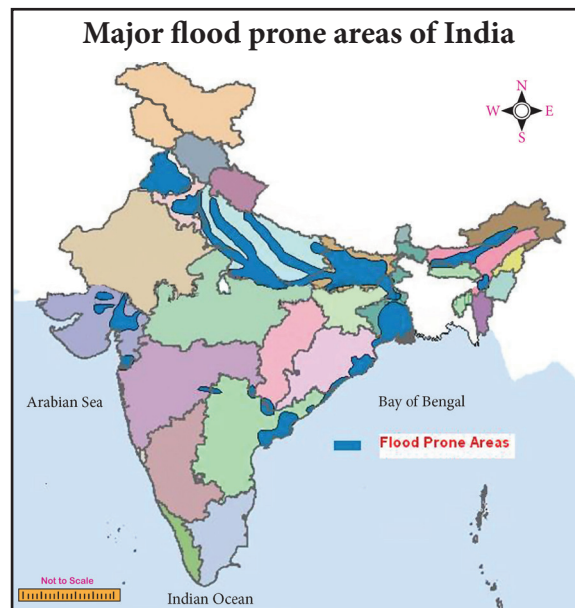 Major flood prone areas of India
N
W E
S
Arabian Sea
Bay of Bengal
Flood Prone Areas
Not to Scale
Indian Ocean